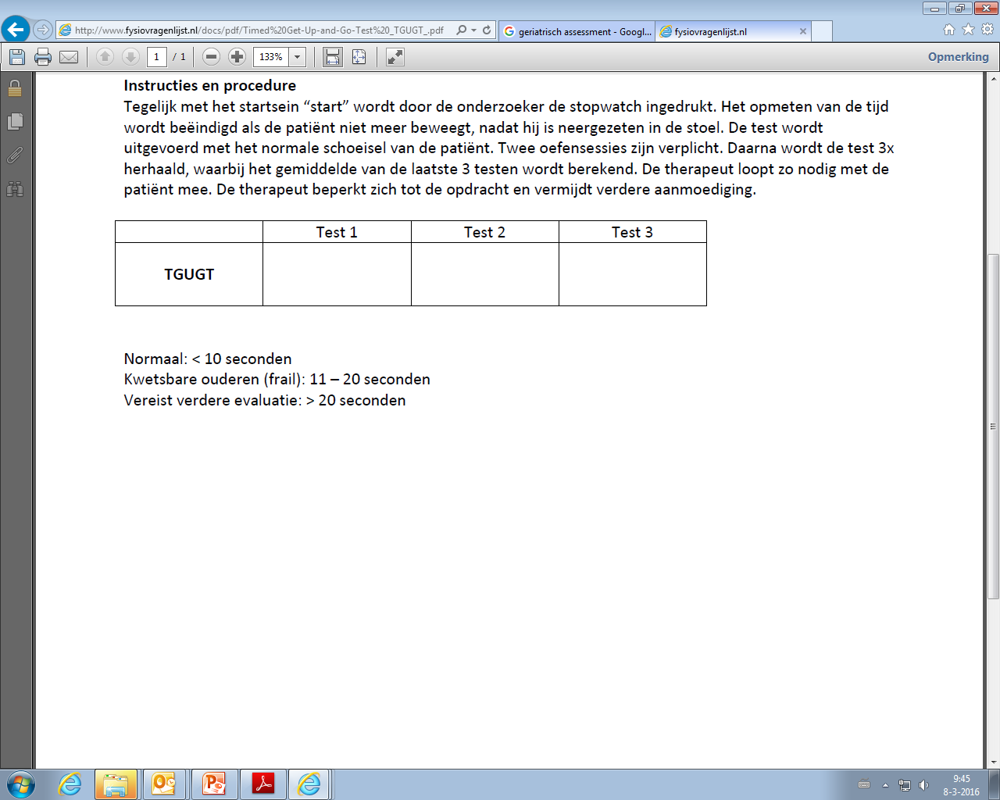 http://www.fysiovragenlijst.nl/docs/pdf/Timed%20Get-Up-and-Go-Test%20_TGUGT_.pdf
geriatrisch assessment - Googl...
fysiovragenlijst.nl
1 / 1
133%
Opmerking
Instructies en procedure
Tegelijk met het startsein “start” wordt door de onderzoeker de stopwatch ingedrukt. Het opmeten van de tijd
wordt beëindigd als de patiënt niet meer beweegt, nadat hij is neergezeten in de stoel. De test wordt
uitgevoerd met het normale schoeisel van de patiënt. Twee oefensessies zijn verplicht. Daarna wordt de test 3x
herhaald, waarbij het gemiddelde van de laatste 3 testen wordt berekend. De therapeut loopt zo nodig met de
patiënt mee. De therapeut beperkt zich tot de opdracht en vermijdt verdere aanmoediging.
Test 1 Test 2 Test 3
TGUGT
Normaal: < 10 seconden
Kwetsbare ouderen (frail): 11 – 20 seconden
Vereist verdere evaluatie: > 20 seconden
9:45
8-3-2016